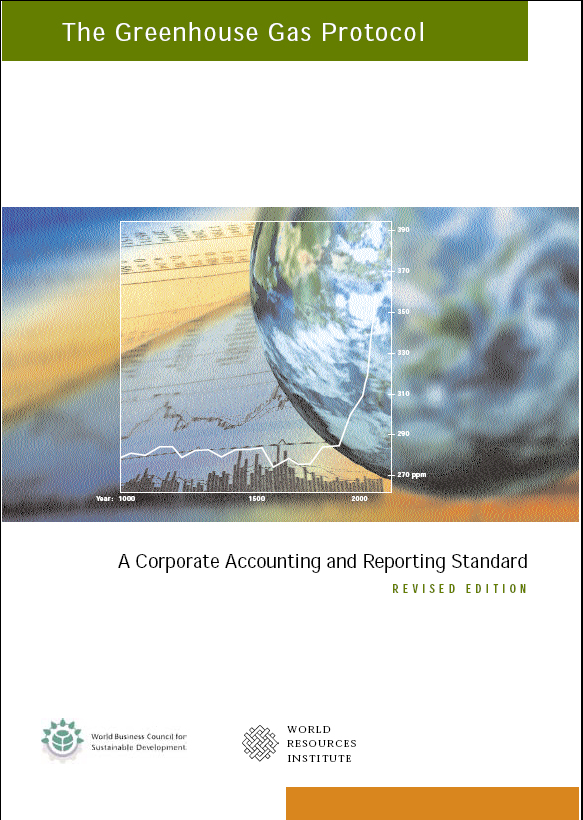 The Greenhouse Gas Protocol
390
370
350
330
310
290
270 ppm
Year: 1000 1500 2000
A Corporate Accounting and Reporting Standard
REVISED EDITION
World Business Council for
Sustainable Development
WORLD
RESOURCES
INSTITUTE